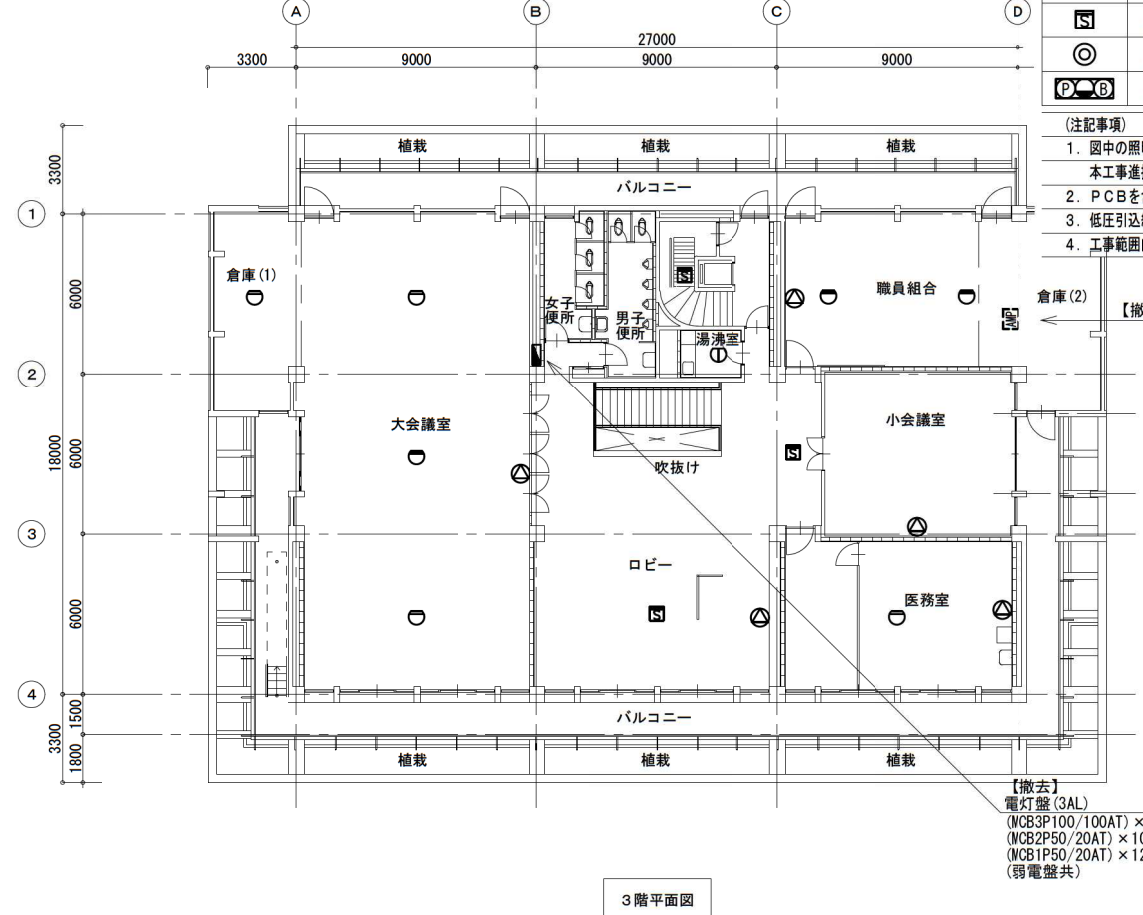 A
B
C
D
27000
3300
9000
9000
9000
S
P B
(注記事項)
1. 図中の照
本工事進
2. PCBを
3. 低圧引込
4. 工事範囲
植栽
植栽
植栽
3300
バルコニー
1
倉庫(1)
6000
女子
便所
男子
便所
S
湯沸室
職員組合
倉庫(2)
AMP
【撤
2
18000
6000
大会議室
吹抜け
S
小会議室
3
ロビー
6000
S
医務室
4
1500
3300
1800
バルコニー
植栽
植栽
植栽
【撤去】
電灯盤(3AL)
(MCB3P100/100AT)×
(MCB2P50/20AT)×10
(MCB1P50/20AT)×12
(弱電盤共)
3階平面図